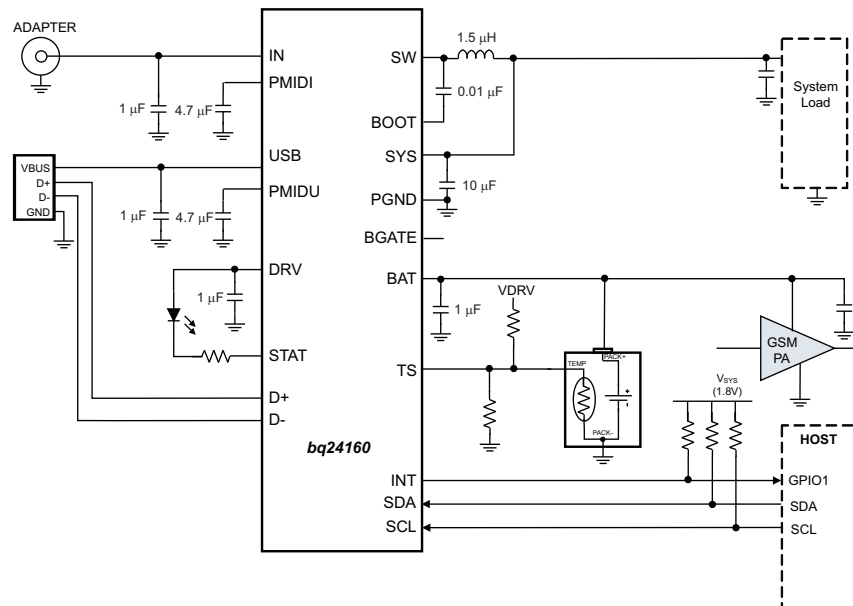 ADAPTER
IN
PMIDI
1 μF
4.7 μF
USB
PMIDU
VBUS
D+
D-
GND
1 μF
4.7 μF
DRV
1 μF
STAT
D+
D-
bq24160
SW
1.5 μH
0.01 μF
BOOT
SYS
10 μF
PGND
BGATE
BAT
1 μF
VDRV
TS
TEMP
PACK+
+
-
PACK-
INT
SDA
SCL
System
Load
GSM
PA
VSYS
(1.8V)
HOST
GPIO1
SDA
SCL